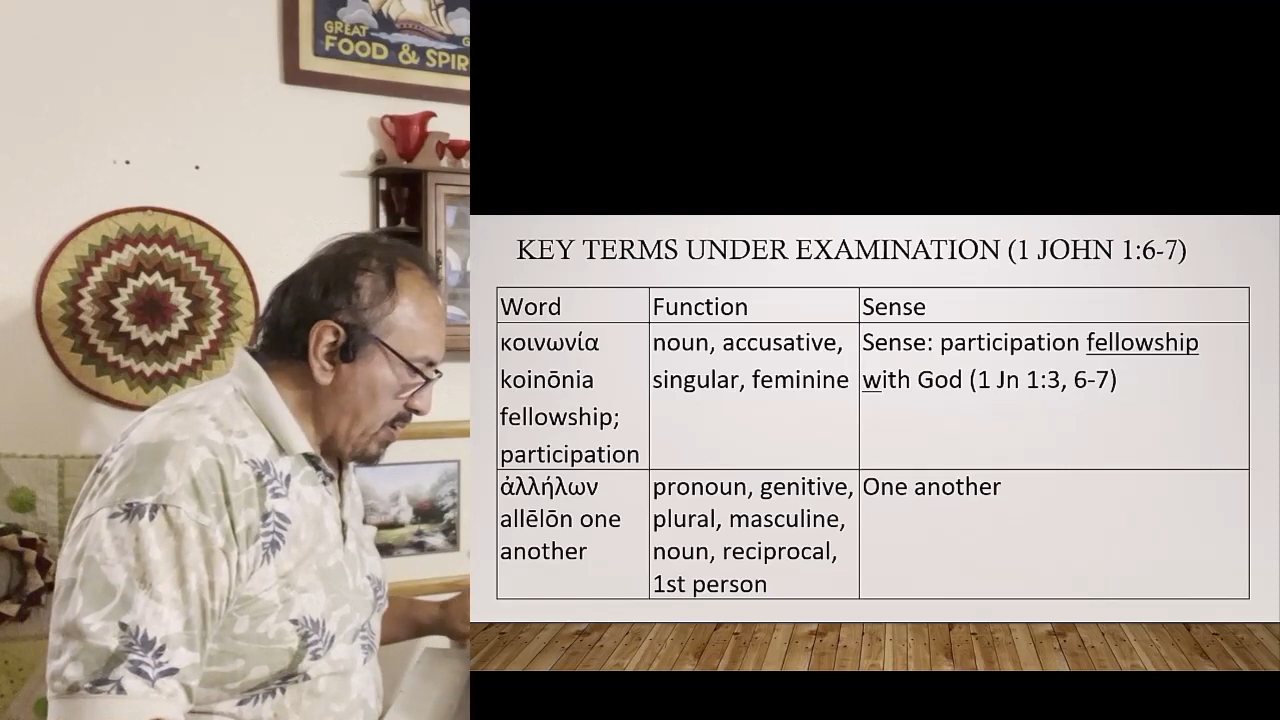 GREAT
FOOD & SPIR
KEY TERMS UNDER EXAMINATION (1 JOHN 1:6-7)
Word Function Sense
κοινωνία noun, accusative, Sense: participation fellowship
koinōnia singular, feminine with God (1 Jn 1:3, 6-7)
fellowship;
participation
ἀλλήλων pronoun, genitive, One another
allēlōn one plural, masculine,
another noun, reciprocal,
1st person